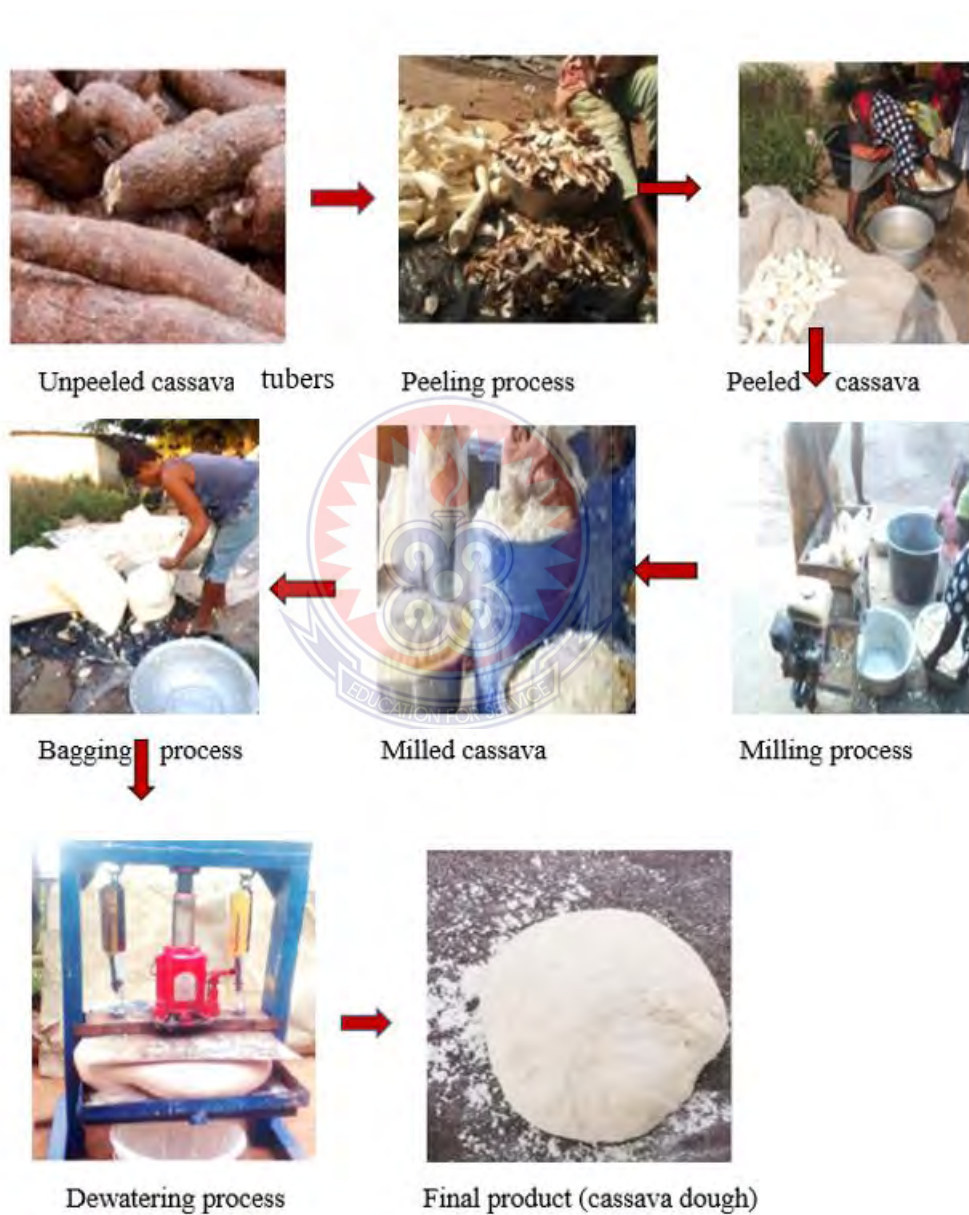 Unpeeled cassava tubers
Peeling process
Peeled cassava
Bagging process
Milled cassava
Milling process
EDUCATION FOR SERVICE
Dewatering process
Final product (cassava dough)